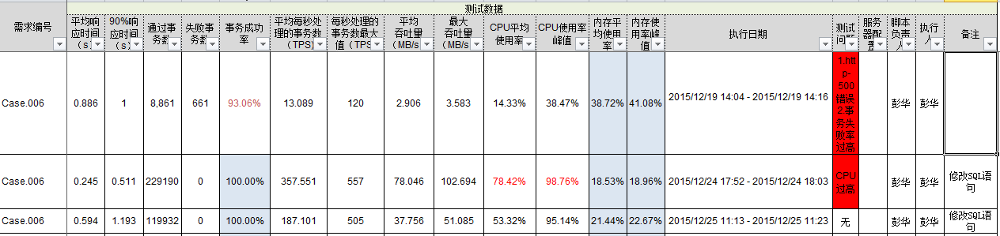 测试数据
需求编号 平均响应时间（s） 90%响应时间（s） 通过事务数 失败事务数 事务成功率 平均每秒处理的事务数（TPS） 每秒处理的事务数最大值（TPS 平均吞吐量（MB/s 最大吞吐量（MB/s CPU平均使用率 CPU使用率峰值 内存平均使用率 内存使用率峰值 执行日期 测试问题 服务器配置 脚本负责人 执行人 备注
Case.006 0.886 1 8,861 661 93.06% 13.089 120 2.906 3.583 14.33% 38.47% 38.72% 41.08% 2015/12/19 14:04 - 2015/12/19 14:16 1.http-500错误2.事务失败率过高 彭华 彭华
Case.006 0.245 0.511 229190 0 100.00% 357.551 557 78.046 102.694 78.42% 98.76% 18.53% 18.96% 2015/12/24 17:52 - 2015/12/24 18:03 CPU过高 彭华 彭华 修改SQL语句
Case.006 0.594 1.193 119932 0 100.00% 187.101 505 37.756 51.085 53.32% 95.14% 21.44% 22.67% 2015/12/25 11:13 - 2015/12/25 11:23 无 彭华 彭华 修改SQL语句